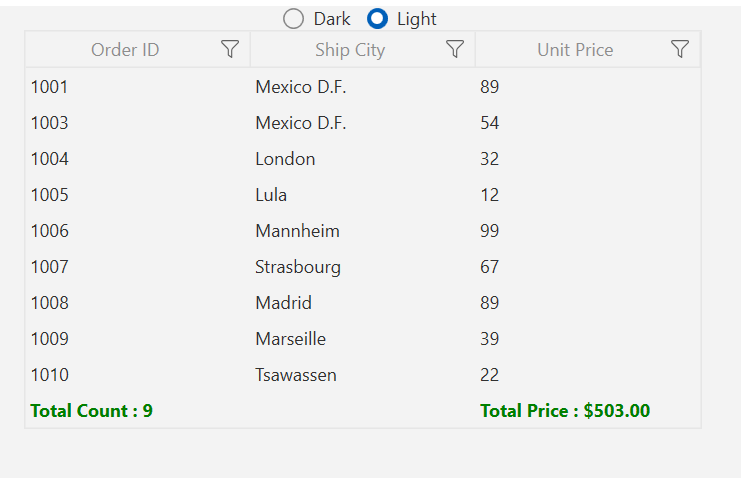 Dark Light
Order ID Ship City Unit Price
1001 Mexico D.F. 89
1003 Mexico D.F. 54
1004 London 32
1005 Lula 12
1006 Mannheim 99
1007 Strasbourg 67
1008 Madrid 89
1009 Marseille 39
1010 Tsawassen 22
Total Count : 9 Total Price : $503.00